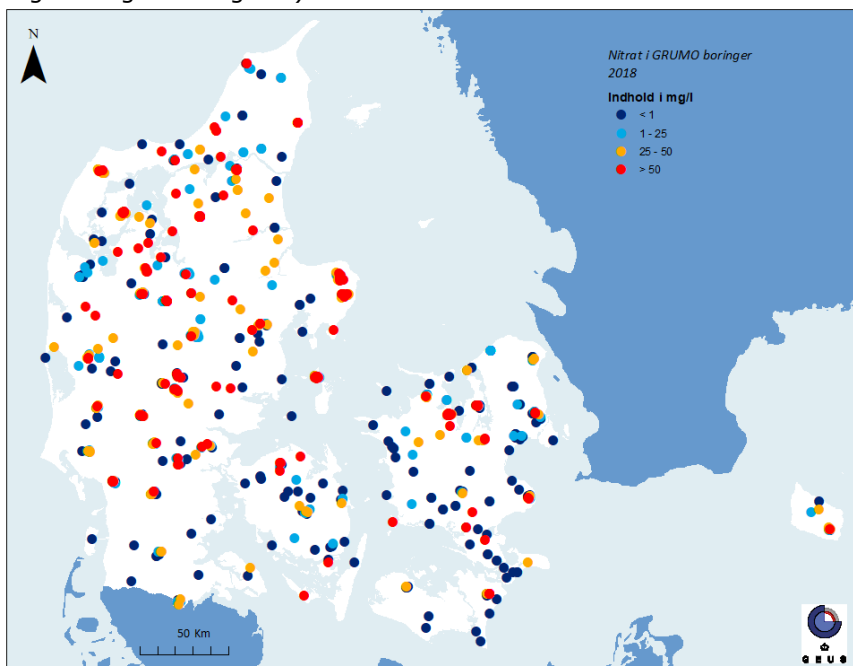 N
Nitrat i GRUMO boringer
2018
Indhold i mg/l
< 1
1 - 25
25 - 50
> 50
50 Km
G E U S